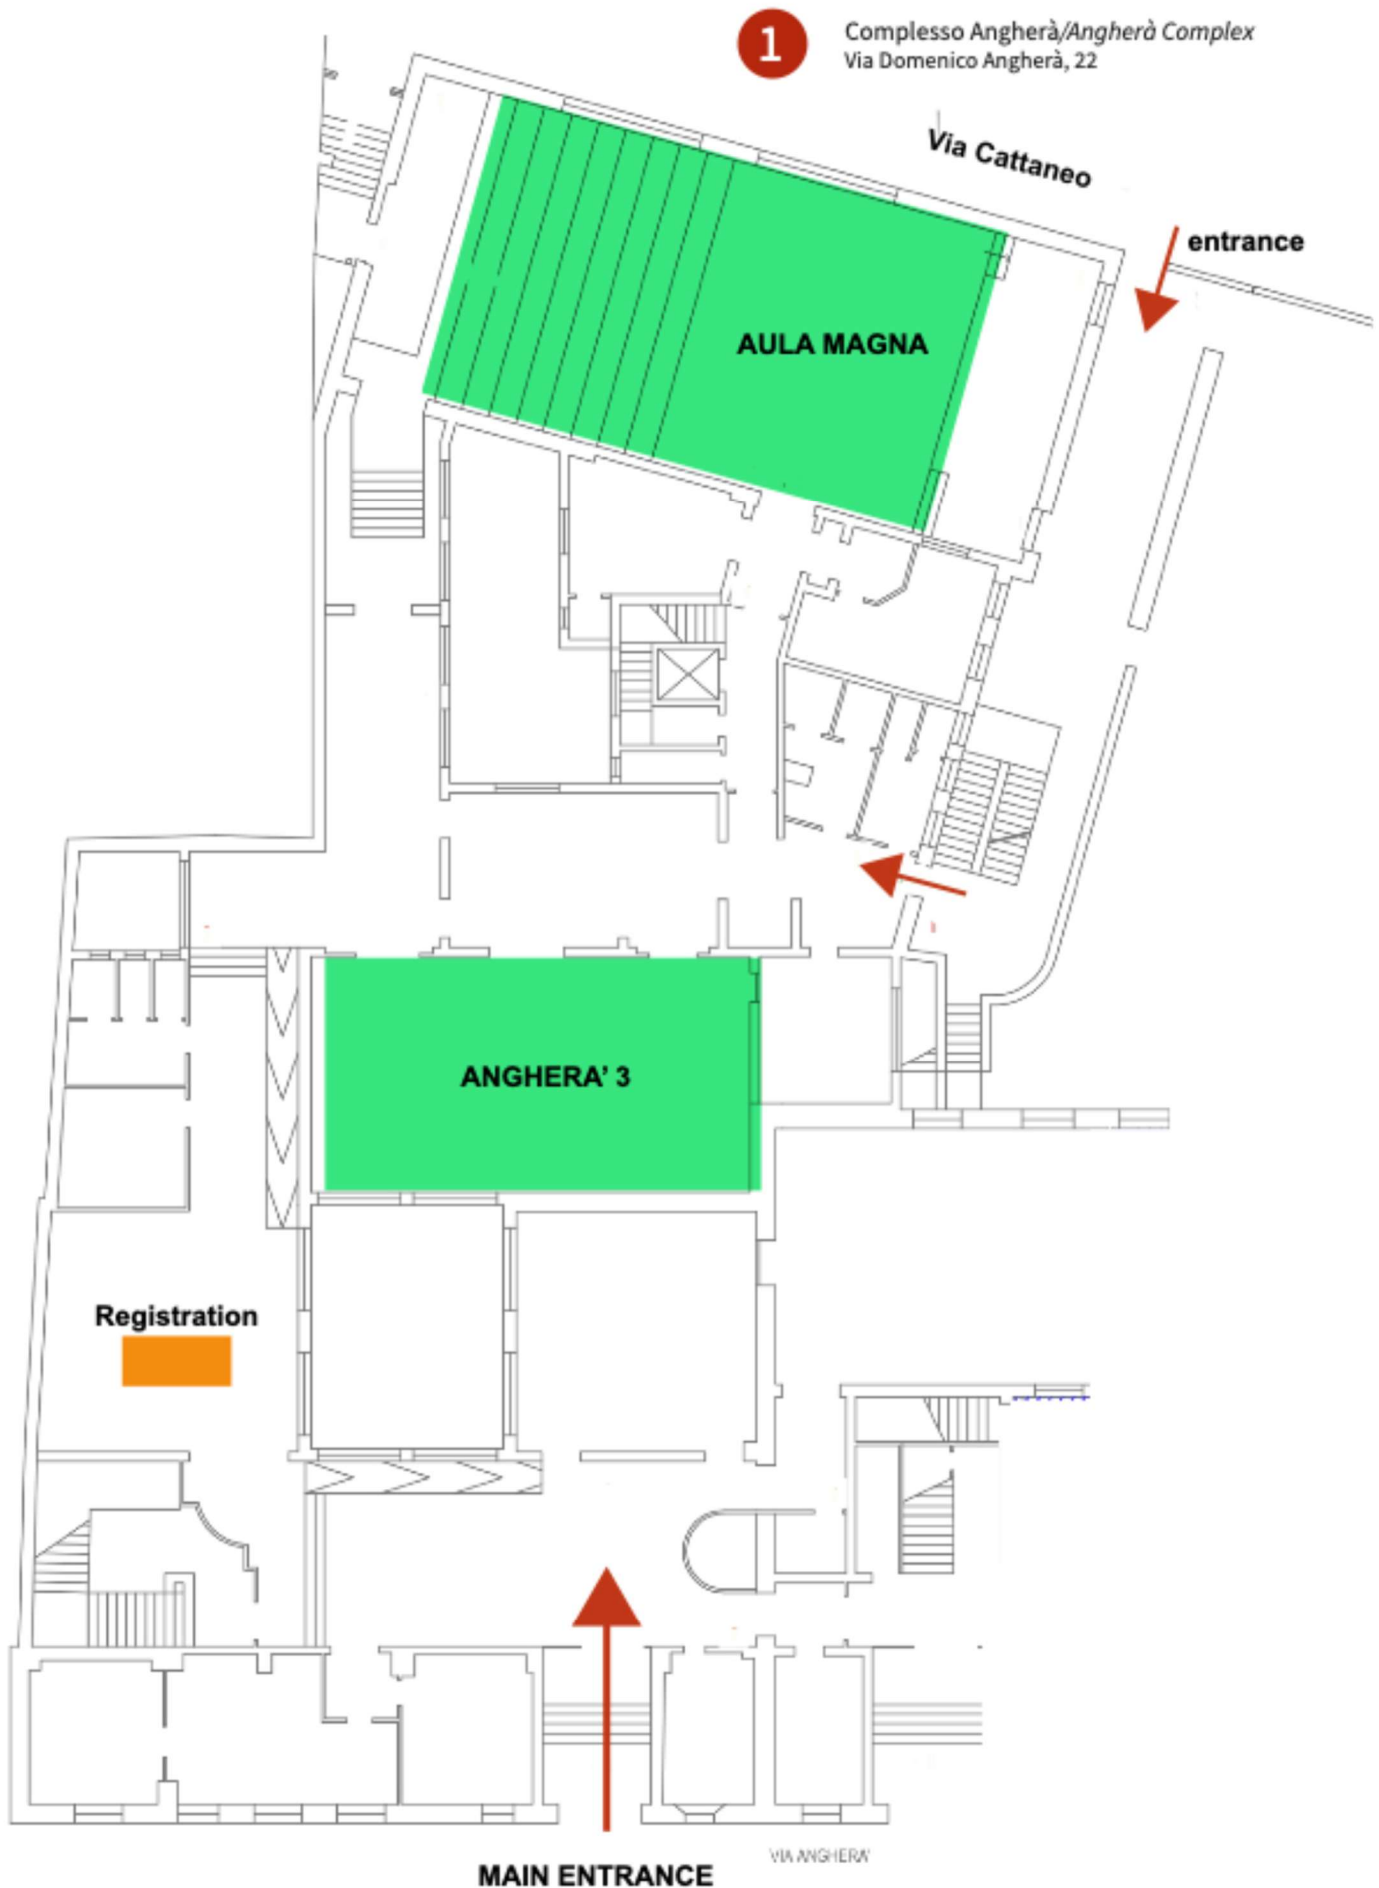 1
Complesso Angherà/Angherà Complex
Via Domenico Angherà, 22
Via Cattaneo
entrance
AULA MAGNA
ANGHERA' 3
Registration
VIA ANGHERA'
MAIN ENTRANCE